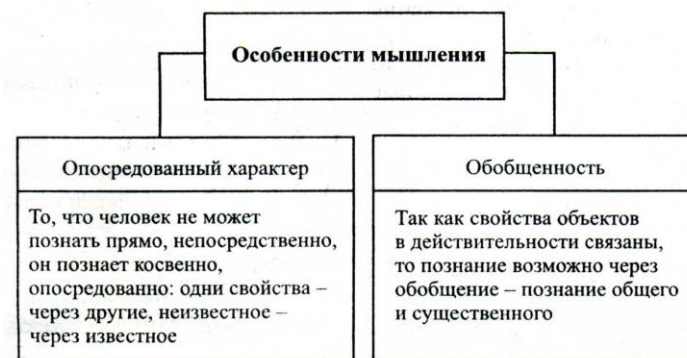 Особенности мышления
Опосредованный характер
То, что человек не может
познать прямо, непосредственно,
он познает косвенно,
опосредованно: одни свойства –
через другие, неизвестное –
через известное
Обобщенность
Так как свойства объектов
в действительности связаны,
то познание возможно через
обобщение – познание общего
и существенного